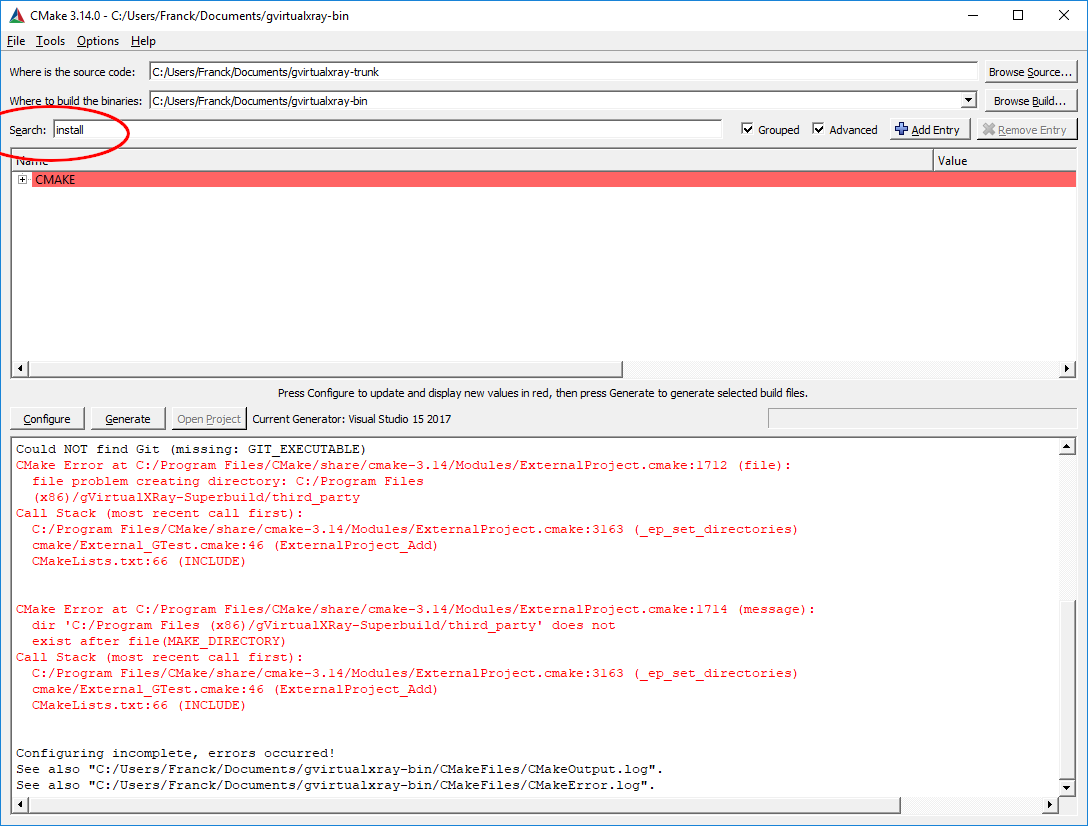 CMake 3.14.0 - C:/Users/Franck/Documents/gvirtualxray-bin
File Tools Options Help
Where is the source code: C:/Users/Franck/Documents/gvirtualxray-trunk Browse Source...
Where to build the binaries: C:/Users/Franck/Documents/gvirtualxray-bin Browse Build...
Search: install Grouped Advanced Add Entry Remove Entry
Name Value
CMAKE
Press Configure to update and display new values in red, then press Generate to generate selected build files.
Configure Generate Open Project Current Generator: Visual Studio 15 2017
Could NOT find Git (missing: GIT_EXECUTABLE)
CMake Error at C:/Program Files/CMake/share/cmake-3.14/Modules/ExternalProject.cmake:1712 (file):
file problem creating directory: C:/Program Files
(x86)/gVirtualXRay-Superbuild/third_party
Call Stack (most recent call first):
C:/Program Files/CMake/share/cmake-3.14/Modules/ExternalProject.cmake:3163 (_ep_set_directories)
cmake/External_GTest.cmake:46 (ExternalProject_Add)
CMakeLists.txt:66 (INCLUDE)
CMake Error at C:/Program Files/CMake/share/cmake-3.14/Modules/ExternalProject.cmake:1714 (message):
dir 'C:/Program Files (x86)/gVirtualXRay-Superbuild/third_party' does not
exist after file(MAKE_DIRECTORY)
Call Stack (most recent call first):
C:/Program Files/CMake/share/cmake-3.14/Modules/ExternalProject.cmake:3163 (_ep_set_directories)
cmake/External_GTest.cmake:46 (ExternalProject_Add)
CMakeLists.txt:66 (INCLUDE)
Configuring incomplete, errors occurred!
See also "C:/Users/Franck/Documents/gvirtualxray-bin/CMakeFiles/CMakeOutput.log".
See also "C:/Users/Franck/Documents/gvirtualxray-bin/CMakeFiles/CMakeError.log".